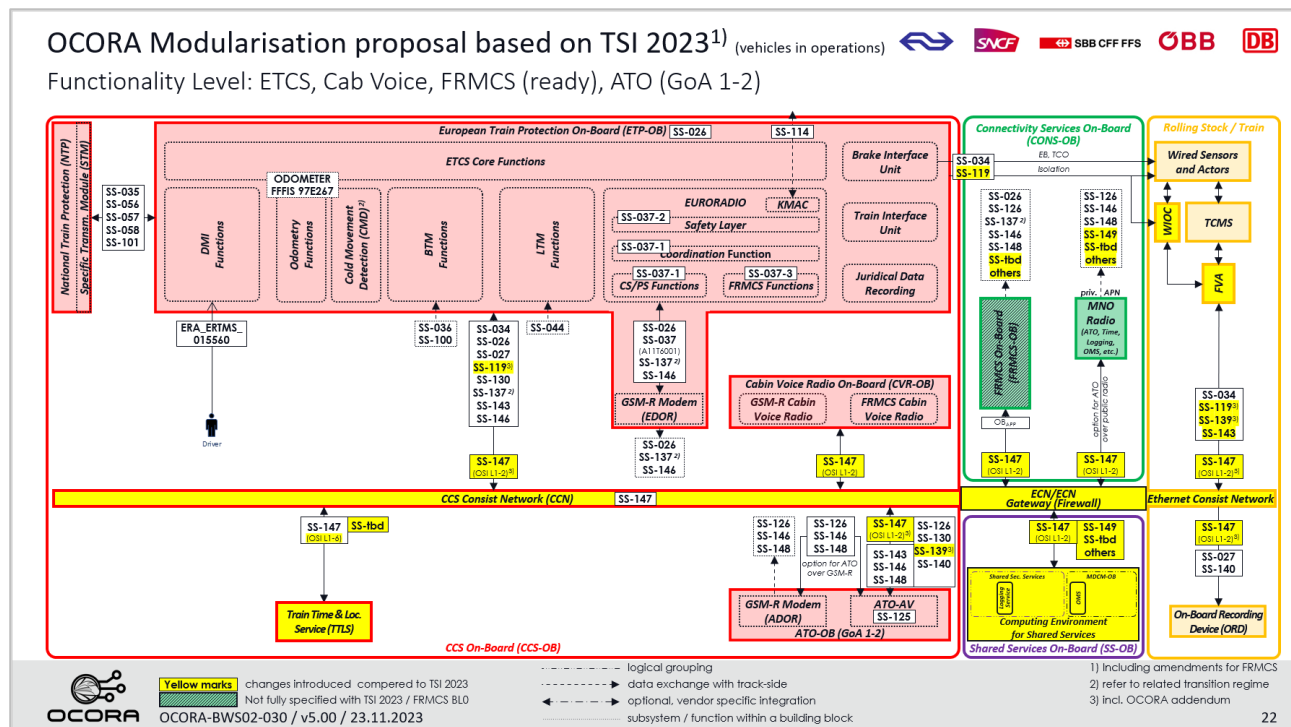 OCORA Modularisation proposal based on TSI 2023¹⁾ (vehicles in operations)
SNCF
SBB CFF FFS
ÖBB
DB
Functionality Level: ETCS, Cab Voice, FRMCS (ready), ATO (GoA 1-2)
National Train Protection (NTP)
Specific Transm. Module (STM)
SS-035
SS-056
SS-057
SS-058
SS-101
European Train Protection On-Board (ETP-OB)
SS-026
SS-114
ETCS Core Functions
ODOMETER
FFFIS 97E267
DMI
Functions
Odometry
Functions
Cold Movement
Detection (CMD)²⁾
BTM
Functions
LTM
Functions
EURORADIO
KMAC
SS-037-2
Safety Layer
SS-037-1
Coordination Function
SS-037-1
CS/PS Functions
SS-037-3
FRMCS Functions
Brake Interface
Unit
Train Interface
Unit
Juridical Data
Recording
ERA_ERTMS_
015560
Driver
SS-036
SS-100
SS-034
SS-026
SS-027
SS-119³⁾
SS-130
SS-137²⁾
SS-143
SS-146
SS-147
(OSI L1-2)³⁾
SS-044
SS-026
SS-037
(A11T6001)
SS-137²⁾
SS-146
GSM-R Modem
(EDOR)
SS-026
SS-137²⁾
SS-146
Cabin Voice Radio On-Board (CVR-OB)
GSM-R Cabin
Voice Radio
FRMCS Cabin
Voice Radio
SS-147
(OSI L1-2)
CCS Consist Network (CCN)
SS-147
SS-147
(OSI L1-6)
SS-tbd
Train Time & Loc.
Service (TTLS)
SS-126
SS-146
SS-148
SS-126
SS-146
SS-148
option for ATO
over GSM-R
SS-147
(OSI L1-2)³⁾
SS-143
SS-146
SS-148
SS-126
SS-130
SS-139³⁾
SS-140
GSM-R Modem
(ADOR)
ATO-AV
SS-125
ATO-OB (GoA 1-2)
CCS On-Board (CCS-OB)
Connectivity Services On-Board
(CONS-OB)
SS-034
SS-119
EB, TCO
Isolation
SS-026
SS-126
SS-137²⁾
SS-146
SS-148
SS-tbd
others
SS-126
SS-146
SS-148
SS-149
SS-tbd
others
priv. APN
FRMCS On-Board
(FRMCS-OB)
MNO
Radio
(ATO, Time,
Logging,
OMS, etc.)
option for ATO
over public radio
OB APP
SS-147
(OSI L1-2)
SS-147
(OSI L1-2)
ECN/ECN
Gateway (Firewall)
SS-147
(OSI L1-2)
SS-149
SS-tbd
others
Shared Sec. Services
Logging
Service
MDCM-OB
OMS
Computing Environment
for Shared Services
Shared Services On-Board (SS-OB)
Rolling Stock / Train
Wired Sensors
and Actors
WIOC
TCMS
FVA
SS-034
SS-119³⁾
SS-139³⁾
SS-143
SS-147
(OSI L1-2)³⁾
Ethernet Consist Network
SS-147
(OSI L1-2)³⁾
SS-027
SS-140
On-Board Recording
Device (ORD)
OCORA
Yellow marks changes introduced compared to TSI 2023
Not fully specified with TSI 2023 / FRMCS BL0
OCORA-BWS02-030 / v5.00 / 23.11.2023
logical grouping
data exchange with track-side
optional, vendor specific integration
subsystem / function within a building block
1) Including amendments for FRMCS
2) refer to related transition regime
3) incl. OCORA addendum
22